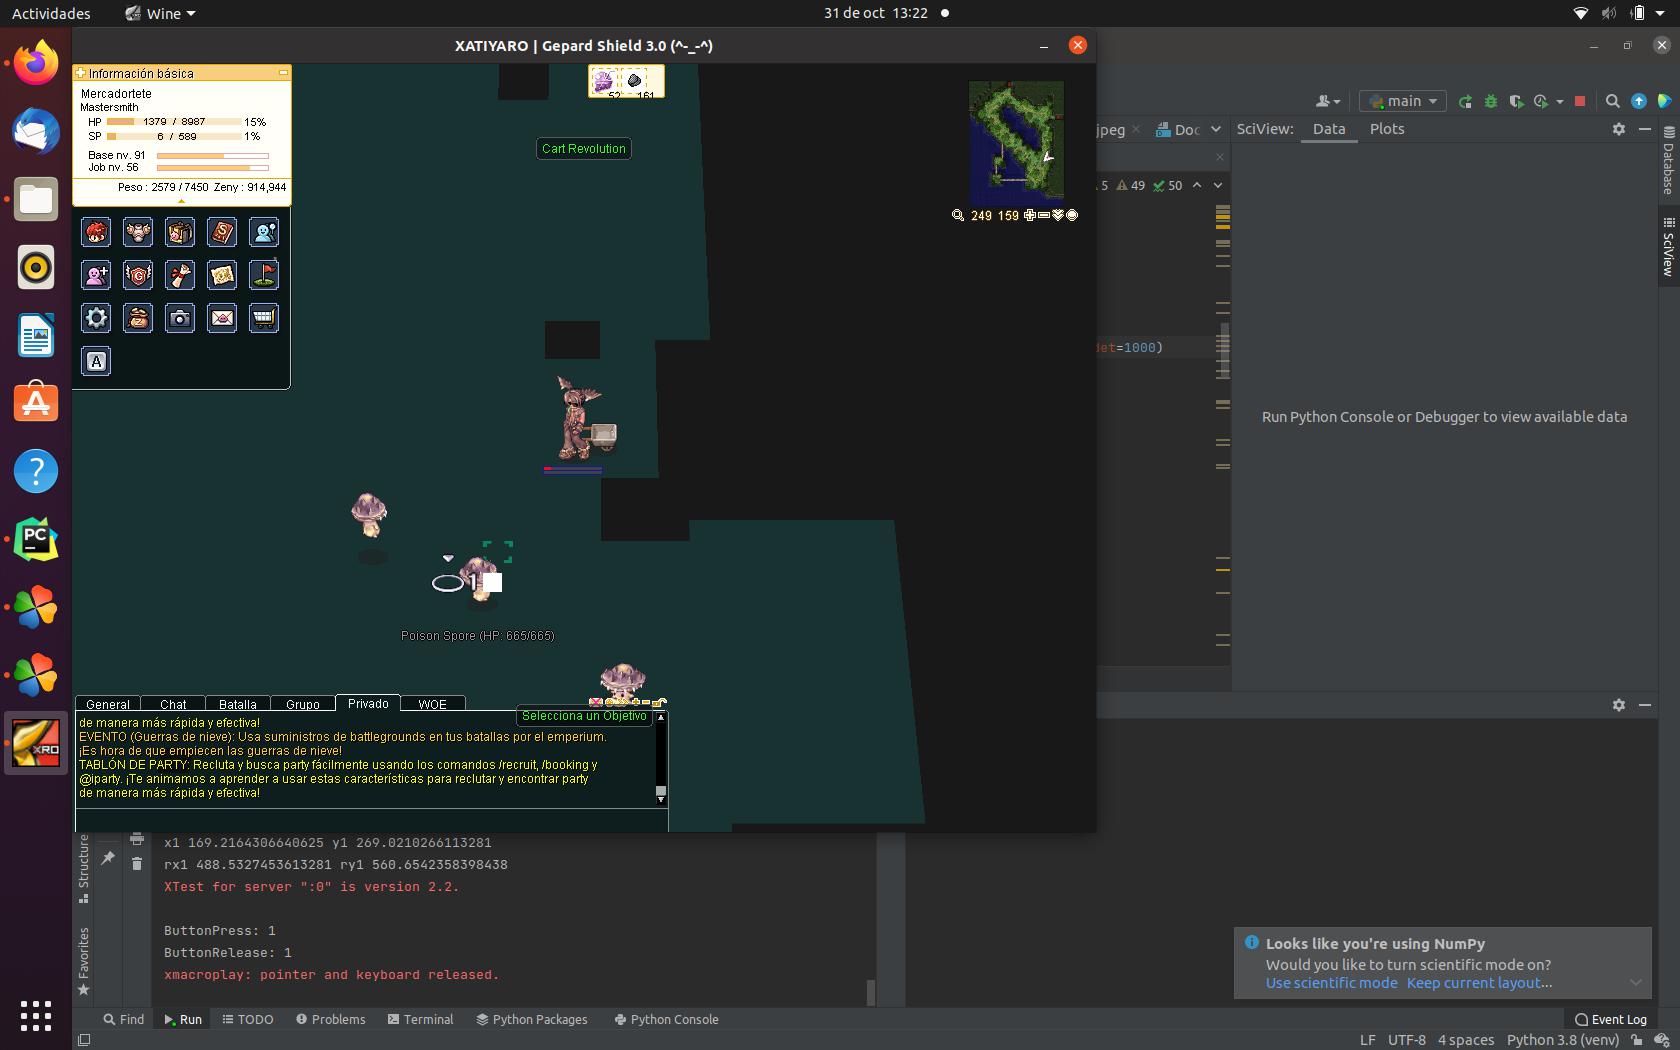 Actividades
Wine
31 de oct 13:22
XATIYARO | Gepard Shield 3.0 (^-_-^)
Información básica
Mercadortete
Mastersmith
HP 1379 / 8987 15%
SP 6 / 589 1%
Base nv. 91
Job nv. 56
Peso : 2579 / 7450 Zeny : 914,944
52 161
Cart Revolution
249 159
A
1
Poison Spore (HP: 665/665)
General Chat Batalla Grupo Privado WOE
Selecciona un Objetivo
de manera más rápida y efectiva!
EVENTO (Guerras de nieve): Usa suministros de battlegrounds en tus batallas por el emperium.
¡Es hora de que empiecen las guerras de nieve!
TABLÓN DE PARTY: Recluta y busca party fácilmente usando los comandos /recruit, /booking y
@iparty. ¡Te animamos a aprender a usar estas características para reclutar y encontrar party
de manera más rápida y efectiva!
main
jpeg
Doc
SciView: Data Plots
5 49 50
et=1000)
Run Python Console or Debugger to view available data
Database
SciView
PC
XRO
Structure
Favorites
x1 169.2164306640625 y1 269.0210266113281
rx1 488.5327453613281 ry1 560.6542358398438
XTest for server ":0" is version 2.2.
ButtonPress: 1
ButtonRelease: 1
xmacroplay: pointer and keyboard released.
Looks like you're using NumPy
Would you like to turn scientific mode on?
Use scientific mode Keep current layout...
Find Run TODO Problems Terminal Python Packages Python Console
Event Log
LF UTF-8 4 spaces Python 3.8 (venv)